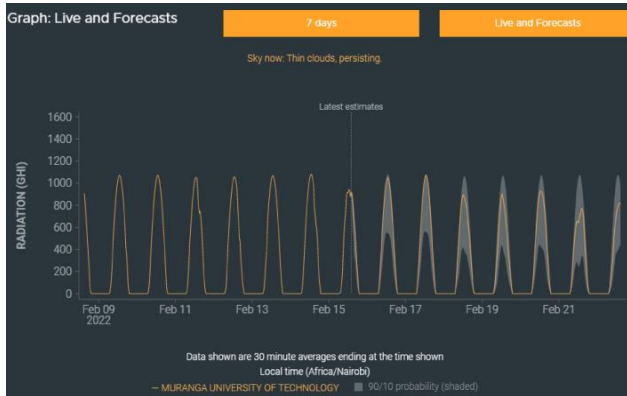 Graph: Live and Forecasts
7 days
Live and Forecasts
Sky now: Thin clouds, persisting.
Latest estimates
RADIATION (GHI)
1600
1400
1200
1000
800
600
400
200
0
Feb 09 Feb 11 Feb 13 Feb 15 Feb 17 Feb 19 Feb 21
2022
Data shown are 30 minute averages ending at the time shown
Local time (Africa/Nairobi)
MURANGA UNIVERSITY OF TECHNOLOGY 90/10 probability (shaded)